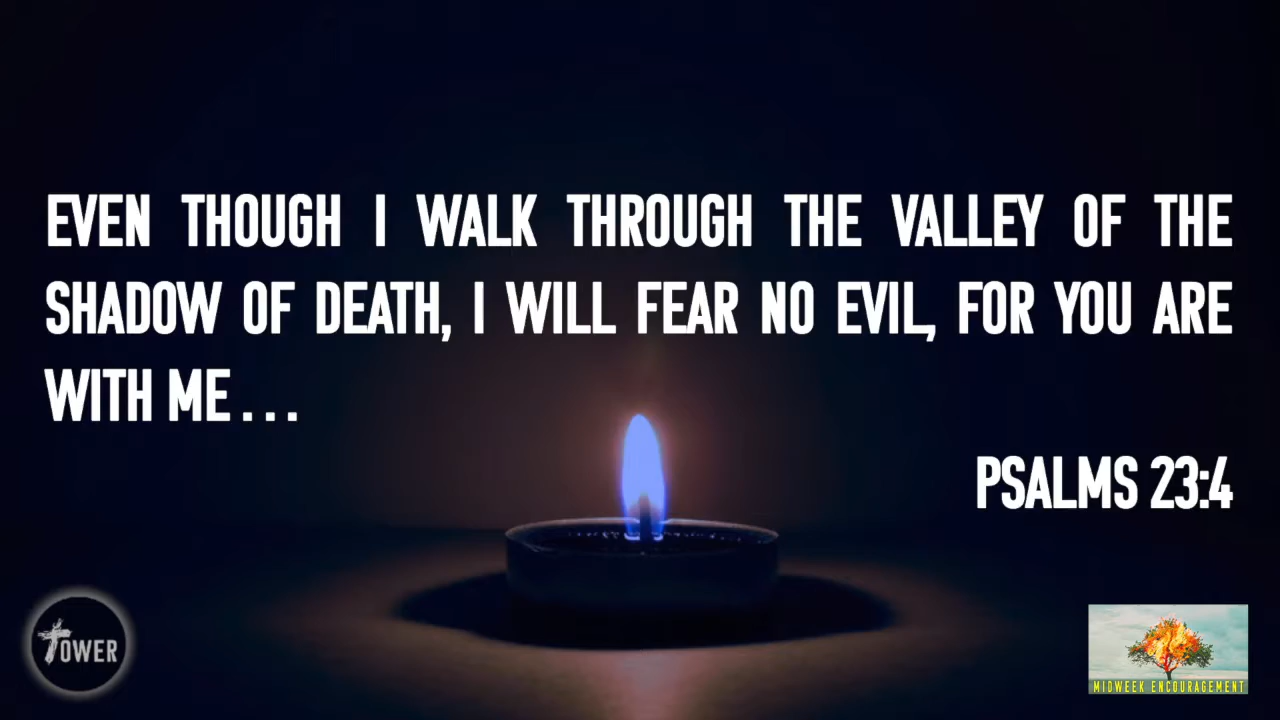 EVEN THOUGH I WALK THROUGH THE VALLEY OF THE
SHADOW OF DEATH, I WILL FEAR NO EVIL, FOR YOU ARE
WITH ME...
PSALMS 23:4
TOWER
MIDWEEK ENCOURAGEMENT